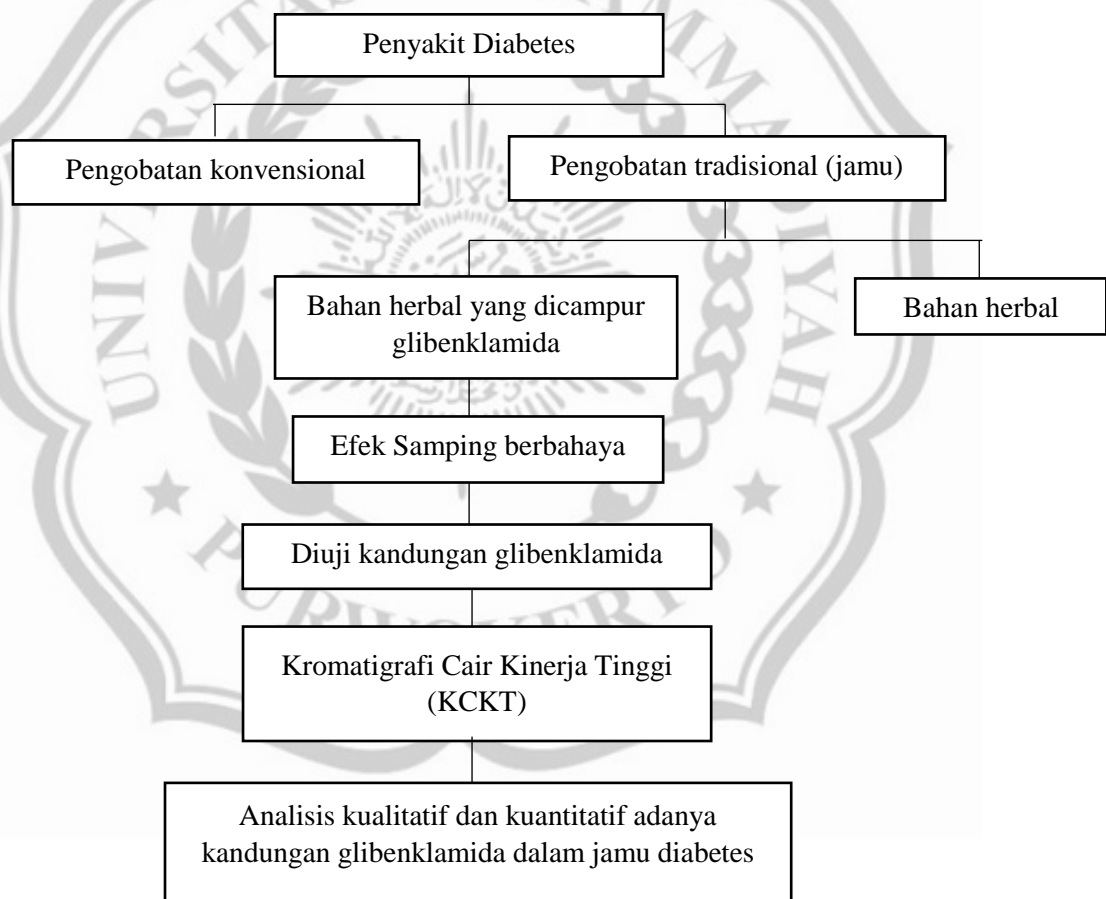 Penyakit Diabetes
Pengobatan konvensional
Pengobatan tradisional (jamu)
Bahan herbal yang dicampur
glibenklamida
Bahan herbal
Efek Samping berbahaya
Diuji kandungan glibenklamida
Kromatigrafi Cair Kinerja Tinggi
(KCKT)
Analisis kualitatif dan kuantitatif adanya
kandungan glibenklamida dalam jamu diabetes
PURWOKERTO